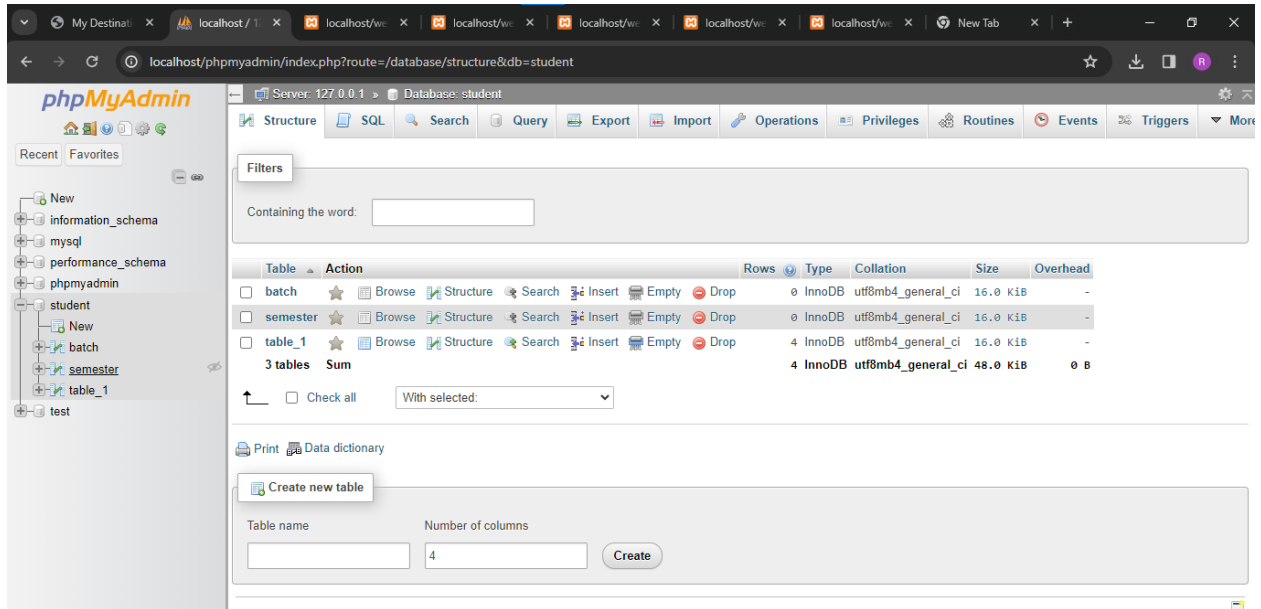 My Destinati
localhost / 1
localhost/we
localhost/we
localhost/we
localhost/we
localhost/we
New Tab
localhost/phpmyadmin/index.php?route=/database/structure&db=student
R
phpMyAdmin
Recent Favorites
New
information_schema
mysql
performance_schema
phpmyadmin
student
New
batch
semester
table_1
test
Server: 127.0.0.1 » Database: student
Structure SQL Search Query Export Import Operations Privileges Routines Events Triggers More
Filters
Containing the word:
Table Action Rows Type Collation Size Overhead
batch Browse Structure Search Insert Empty Drop 0 InnoDB utf8mb4_general_ci 16.0 KiB -
semester Browse Structure Search Insert Empty Drop 0 InnoDB utf8mb4_general_ci 16.0 KiB -
table_1 Browse Structure Search Insert Empty Drop 4 InnoDB utf8mb4_general_ci 16.0 KiB -
3 tables Sum 4 InnoDB utf8mb4_general_ci 48.0 KiB 0 B
Check all With selected:
Print Data dictionary
Create new table
Table name Number of columns
4 Create